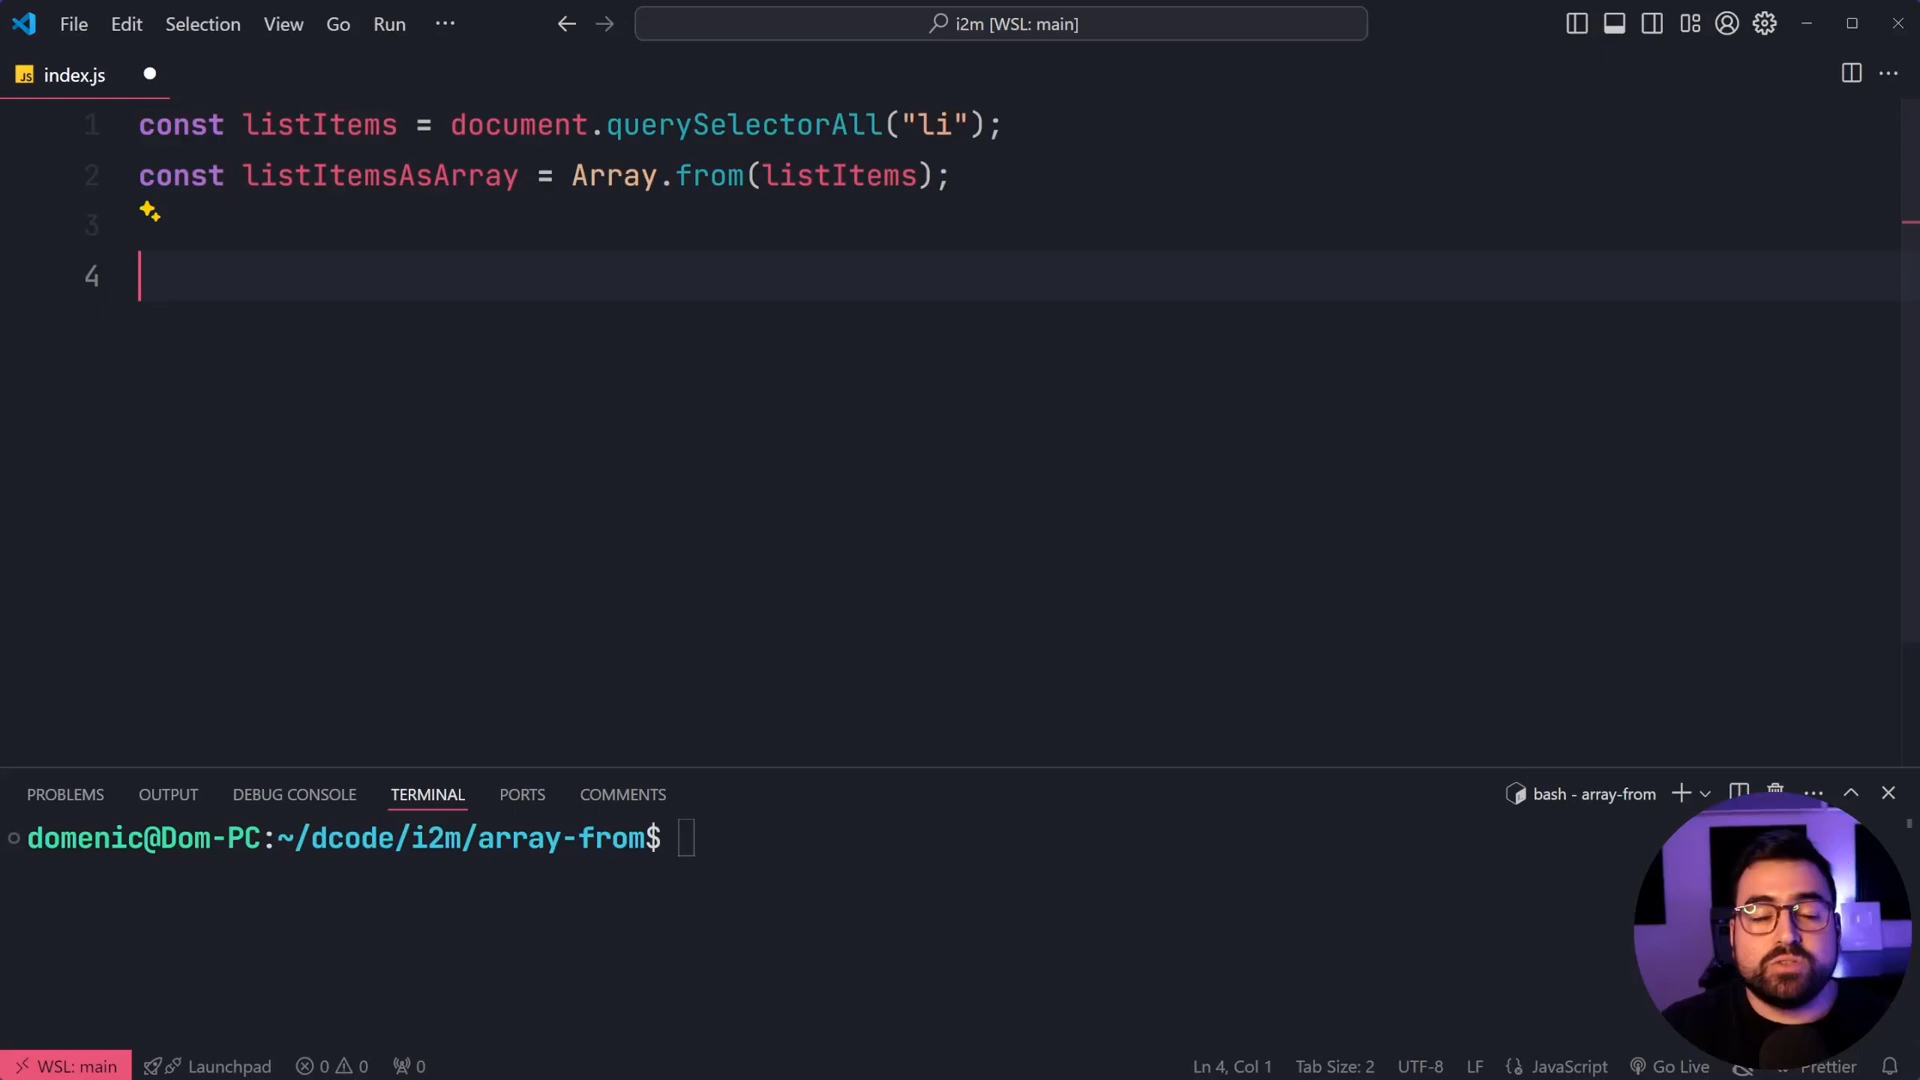 File Edit Selection View Go Run ··· i2m [WSL: main]
JS index.js
1 const listItems = document.querySelectorAll("li");
2 const listItemsAsArray = Array.from(listItems);
3
4
PROBLEMS OUTPUT DEBUG CONSOLE TERMINAL PORTS COMMENTS bash - array-from
domenic@Dom-PC:~/dcode/i2m/array-from$
WSL: main Launchpad 0 0 0 Ln 4, Col 1 Tab Size: 2 UTF-8 LF {} JavaScript Go Live Prettier